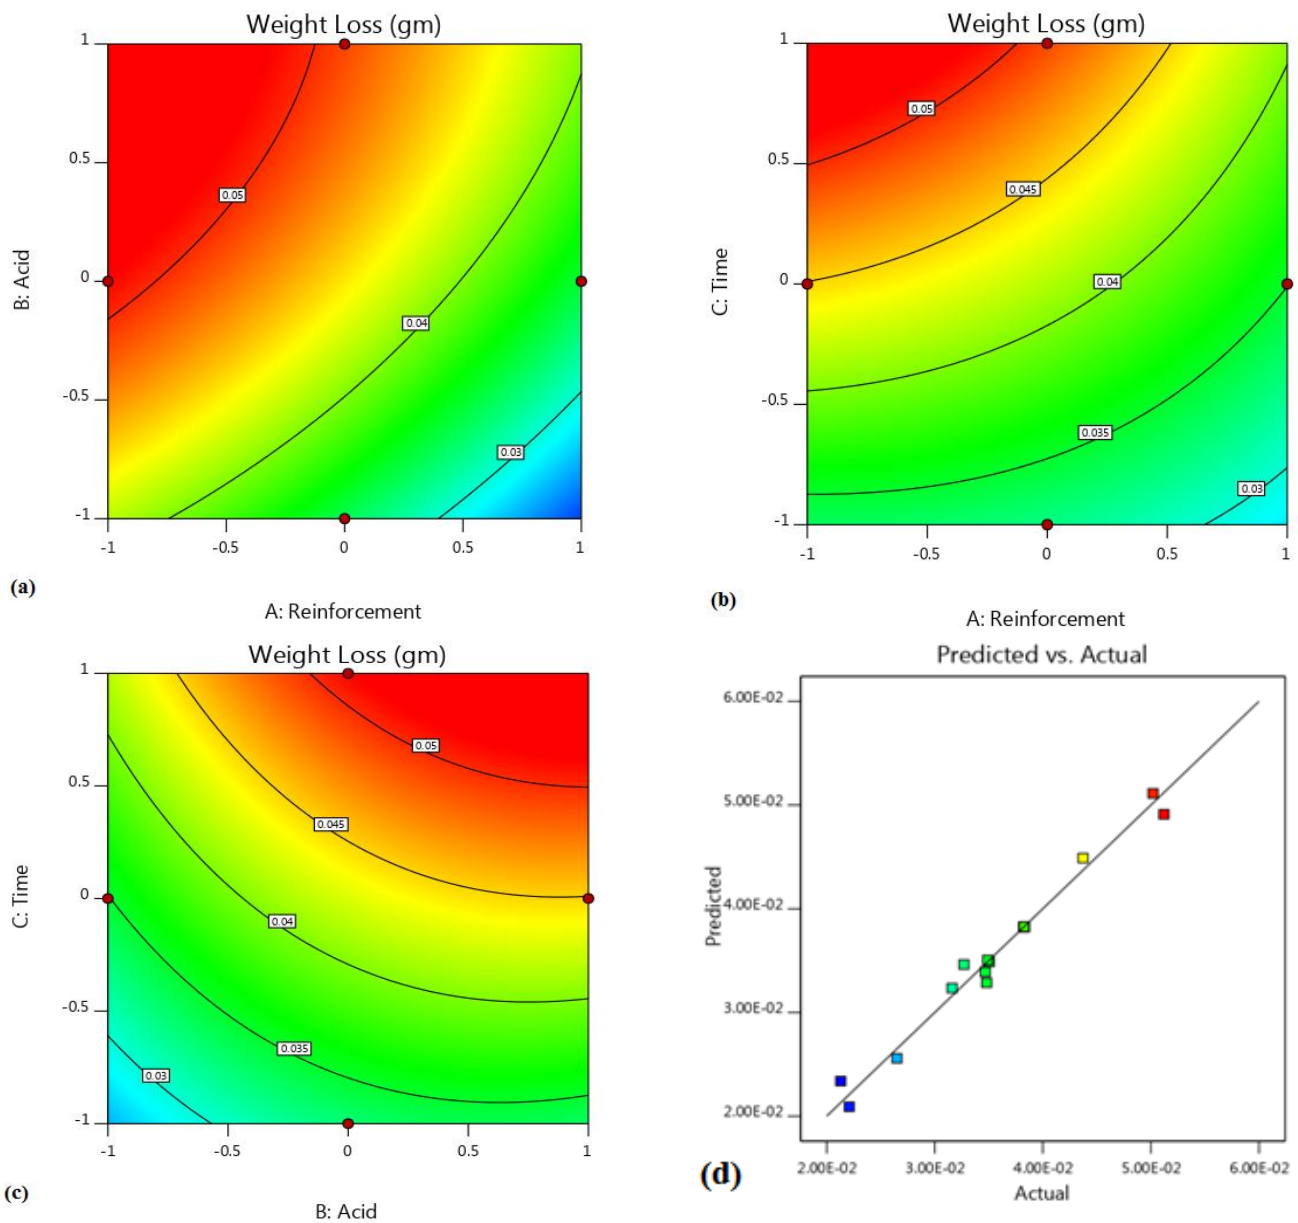 Weight Loss (gm)
1
0.5
0
-0.5
-1
B: Acid
0.05
0.04
0.03
-1
-0.5
0
0.5
1
(a)
A: Reinforcement
Weight Loss (gm)
1
0.5
0
-0.5
-1
C: Time
0.05
0.045
0.04
0.035
0.03
-1
-0.5
0
0.5
1
(b)
A: Reinforcement
Weight Loss (gm)
1
0.5
0
-0.5
-1
C: Time
0.05
0.045
0.04
0.035
0.03
-1
-0.5
0
0.5
1
(c)
B: Acid
Predicted vs. Actual
6.00E-02
5.00E-02
4.00E-02
3.00E-02
2.00E-02
Predicted
2.00E-02
3.00E-02
4.00E-02
5.00E-02
6.00E-02
(d)
Actual